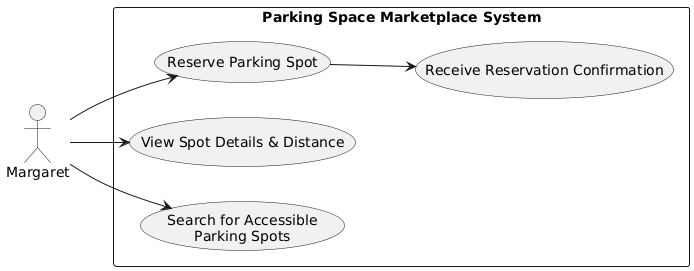 Parking Space Marketplace System
Reserve Parking Spot
Receive Reservation Confirmation
View Spot Details & Distance
Margaret
Search for Accessible
Parking Spots